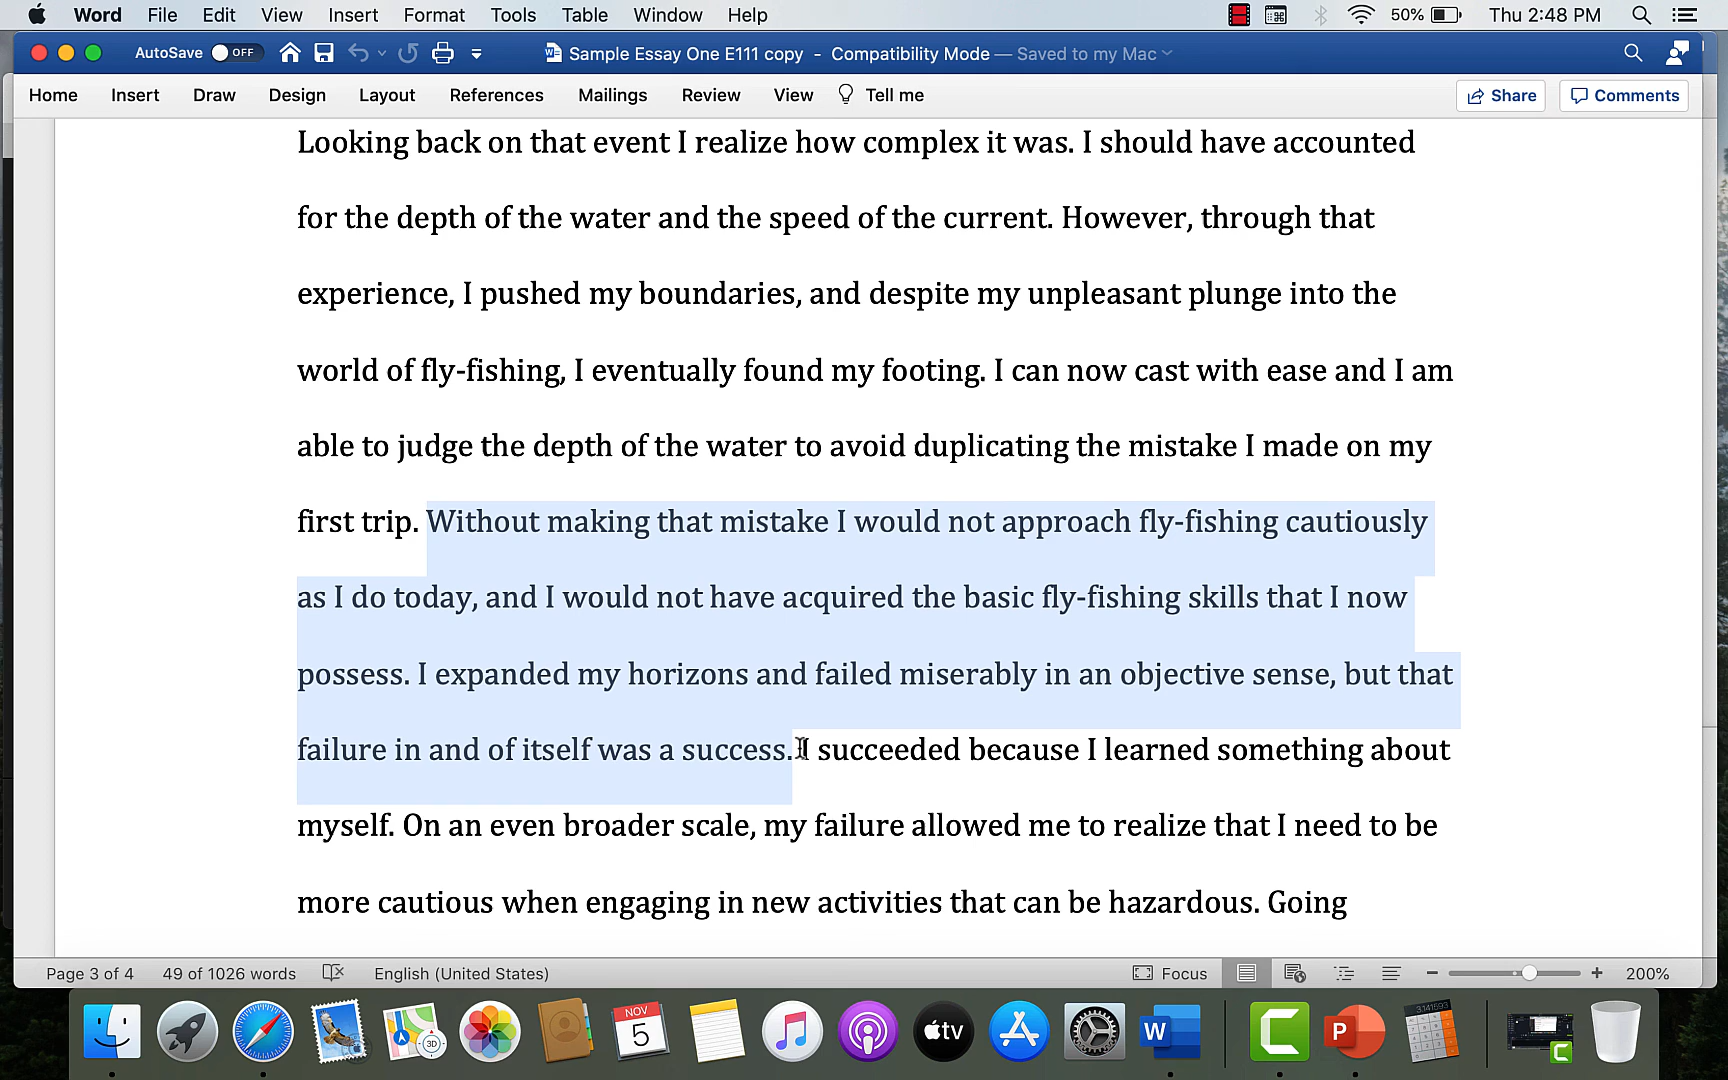 Word File Edit View Insert Format Tools Table Window Help 50% Thu 2:48 PM
AutoSave OFF Sample Essay One E111 copy - Compatibility Mode — Saved to my Mac
Home Insert Draw Design Layout References Mailings Review View Tell me Share Comments
Looking back on that event I realize how complex it was. I should have accounted
for the depth of the water and the speed of the current. However, through that
experience, I pushed my boundaries, and despite my unpleasant plunge into the
world of fly-fishing, I eventually found my footing. I can now cast with ease and I am
able to judge the depth of the water to avoid duplicating the mistake I made on my
first trip. Without making that mistake I would not approach fly-fishing cautiously
as I do today, and I would not have acquired the basic fly-fishing skills that I now
possess. I expanded my horizons and failed miserably in an objective sense, but that
failure in and of itself was a success. I succeeded because I learned something about
myself. On an even broader scale, my failure allowed me to realize that I need to be
more cautious when engaging in new activities that can be hazardous. Going
Page 3 of 4 49 of 1026 words English (United States) Focus 200%
3D NOV 5 tv W C P C